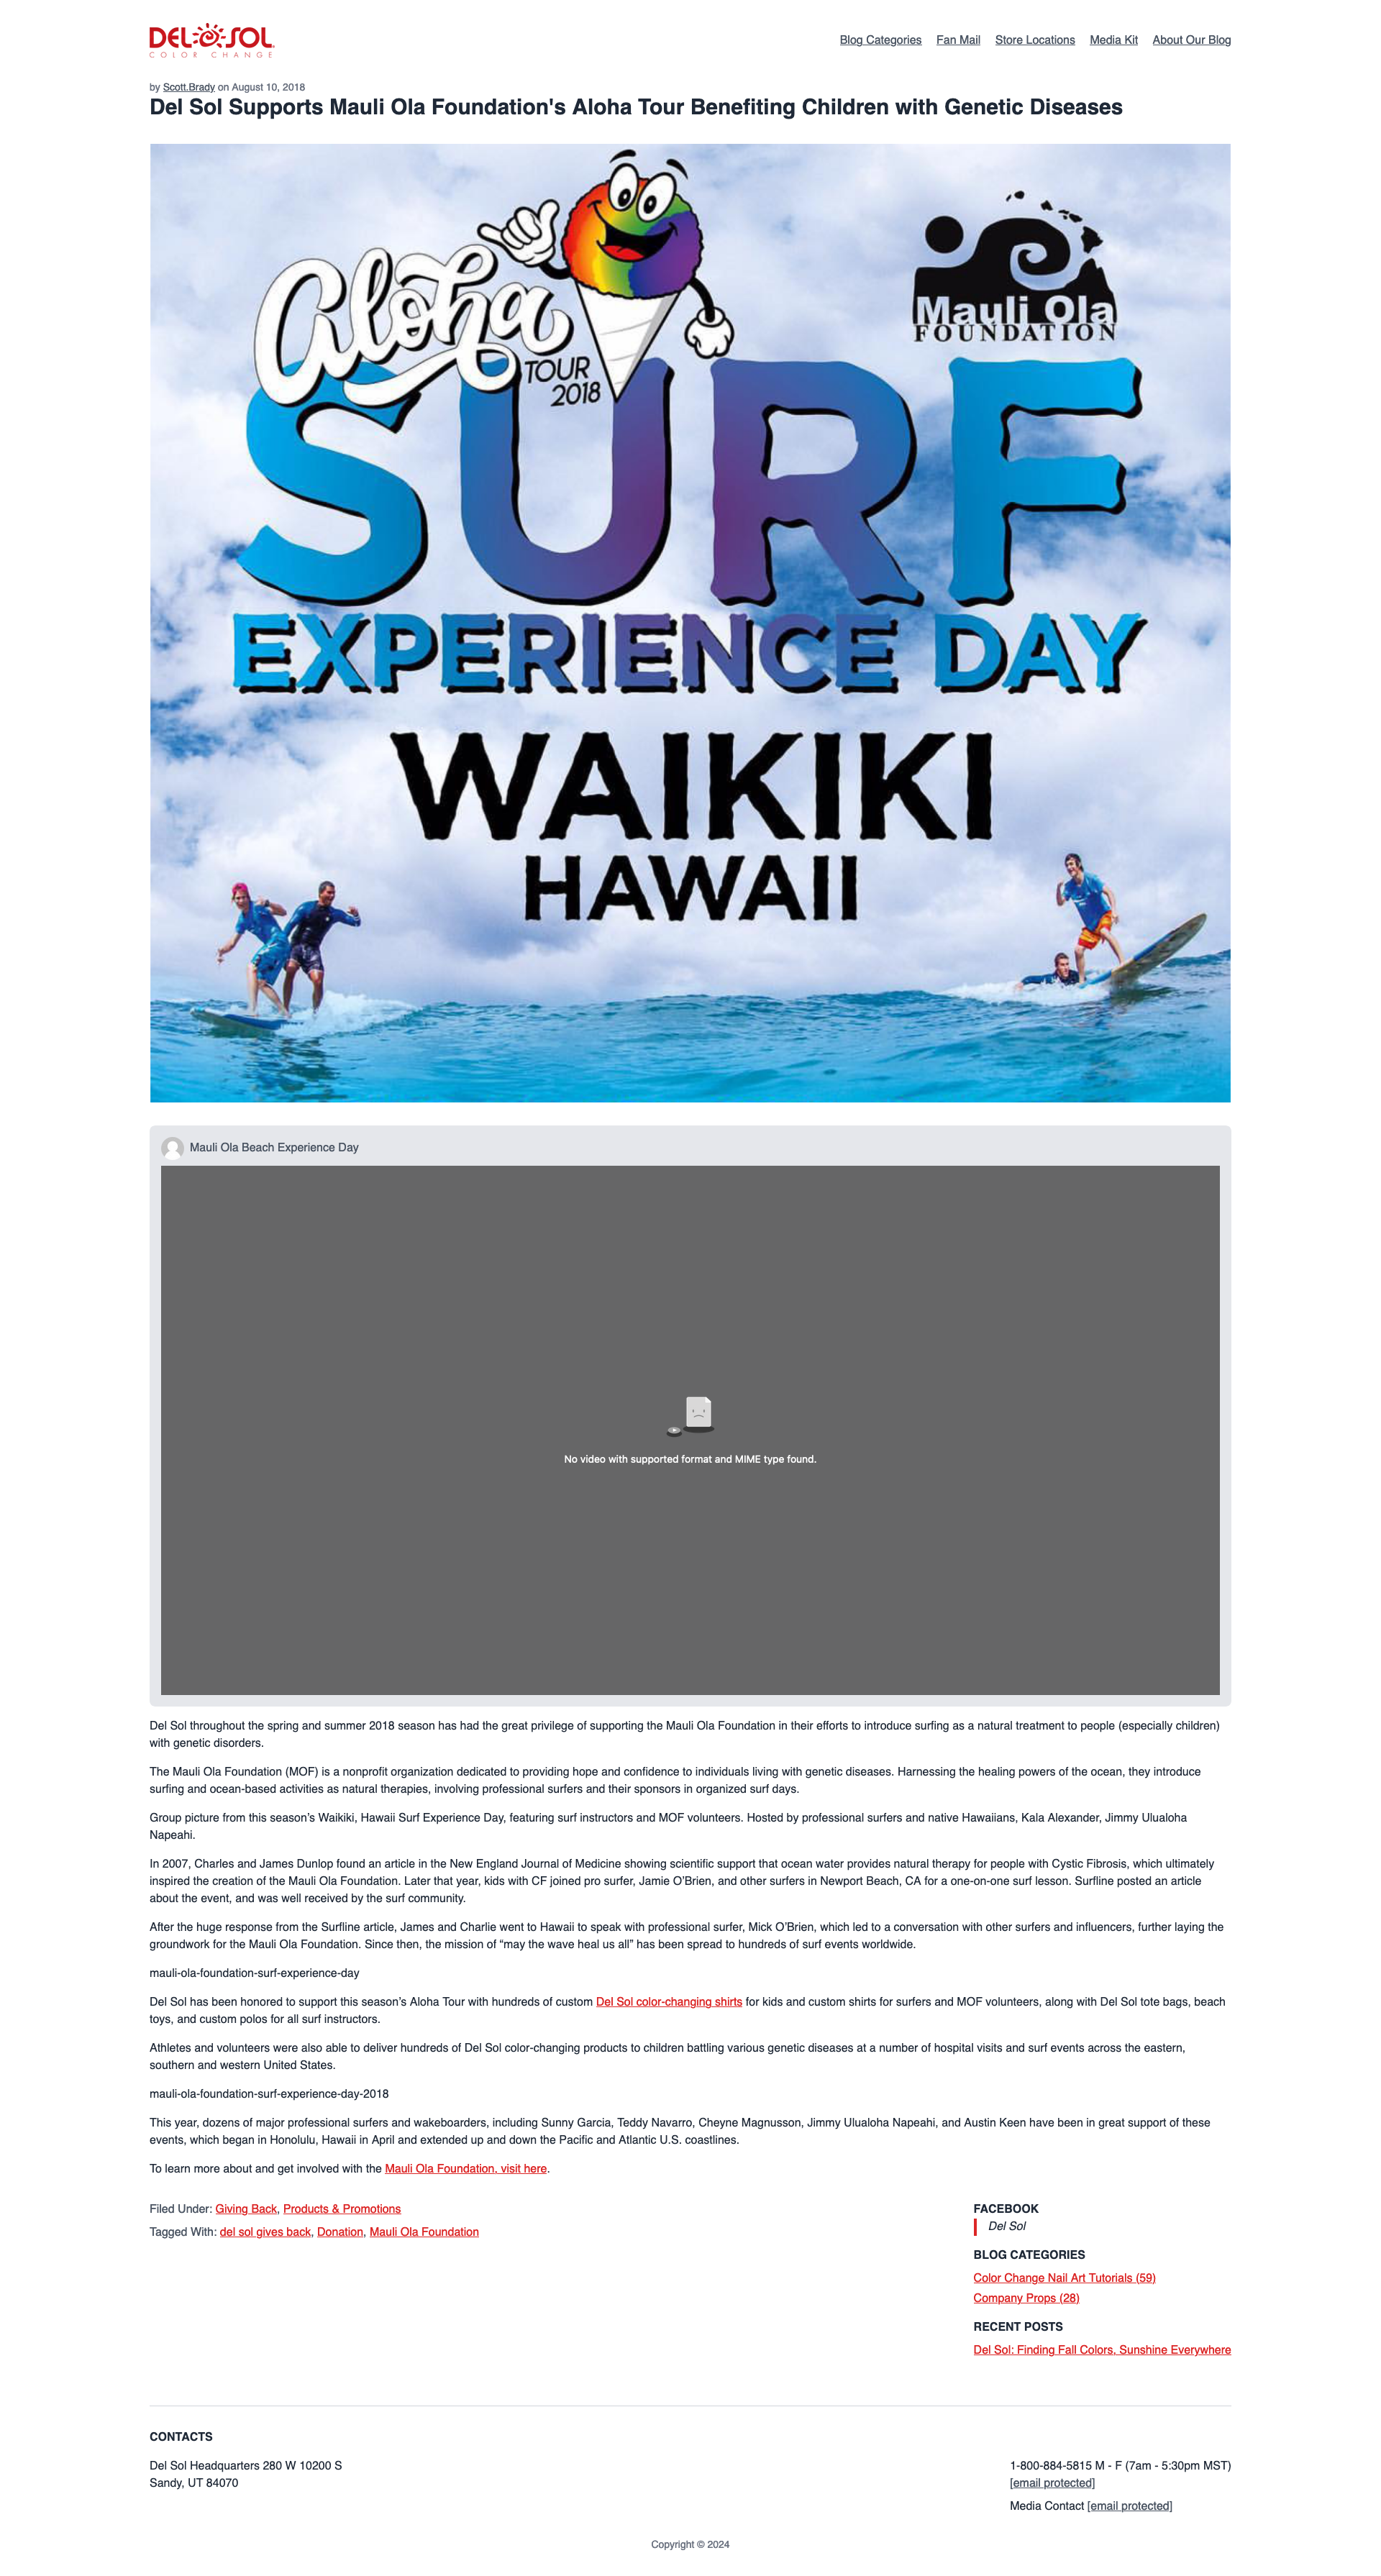 DEL SOL
COLOR CHANGE
Blog Categories Fan Mail Store Locations Media Kit About Our Blog
by Scott.Brady on August 10, 2018
Del Sol Supports Mauli Ola Foundation's Aloha Tour Benefiting Children with Genetic Diseases
Aloha
TOUR
2018
Mauli Ola
FOUNDATION
SURF
EXPERIENCE DAY
WAIKIKI
HAWAII
Mauli Ola Beach Experience Day
No video with supported format and MIME type found.
Del Sol throughout the spring and summer 2018 season has had the great privilege of supporting the Mauli Ola Foundation in their efforts to introduce surfing as a natural treatment to people (especially children)
with genetic disorders.
The Mauli Ola Foundation (MOF) is a nonprofit organization dedicated to providing hope and confidence to individuals living with genetic diseases. Harnessing the healing powers of the ocean, they introduce
surfing and ocean-based activities as natural therapies, involving professional surfers and their sponsors in organized surf days.
Group picture from this season’s Waikiki, Hawaii Surf Experience Day, featuring surf instructors and MOF volunteers. Hosted by professional surfers and native Hawaiians, Kala Alexander, Jimmy Ulualoha
Napeahi.
In 2007, Charles and James Dunlop found an article in the New England Journal of Medicine showing scientific support that ocean water provides natural therapy for people with Cystic Fibrosis, which ultimately
inspired the creation of the Mauli Ola Foundation. Later that year, kids with CF joined pro surfer, Jamie O’Brien, and other surfers in Newport Beach, CA for a one-on-one surf lesson. Surfline posted an article
about the event, and was well received by the surf community.
After the huge response from the Surfline article, James and Charlie went to Hawaii to speak with professional surfer, Mick O’Brien, which led to a conversation with other surfers and influencers, further laying the
groundwork for the Mauli Ola Foundation. Since then, the mission of “may the wave heal us all” has been spread to hundreds of surf events worldwide.
mauli-ola-foundation-surf-experience-day
Del Sol has been honored to support this season’s Aloha Tour with hundreds of custom Del Sol color-changing shirts for kids and custom shirts for surfers and MOF volunteers, along with Del Sol tote bags, beach
toys, and custom polos for all surf instructors.
Athletes and volunteers were also able to deliver hundreds of Del Sol color-changing products to children battling various genetic diseases at a number of hospital visits and surf events across the eastern,
southern and western United States.
mauli-ola-foundation-surf-experience-day-2018
This year, dozens of major professional surfers and wakeboarders, including Sunny Garcia, Teddy Navarro, Cheyne Magnusson, Jimmy Ulualoha Napeahi, and Austin Keen have been in great support of these
events, which began in Honolulu, Hawaii in April and extended up and down the Pacific and Atlantic U.S. coastlines.
To learn more about and get involved with the Mauli Ola Foundation, visit here.
Filed Under: Giving Back, Products & Promotions
Tagged With: del sol gives back, Donation, Mauli Ola Foundation
FACEBOOK
Del Sol
BLOG CATEGORIES
Color Change Nail Art Tutorials (59)
Company Props (28)
RECENT POSTS
Del Sol: Finding Fall Colors, Sunshine Everywhere
CONTACTS
Del Sol Headquarters 280 W 10200 S
Sandy, UT 84070
1-800-884-5815 M - F (7am - 5:30pm MST)
[email protected]
Media Contact [email protected]
Copyright © 2024